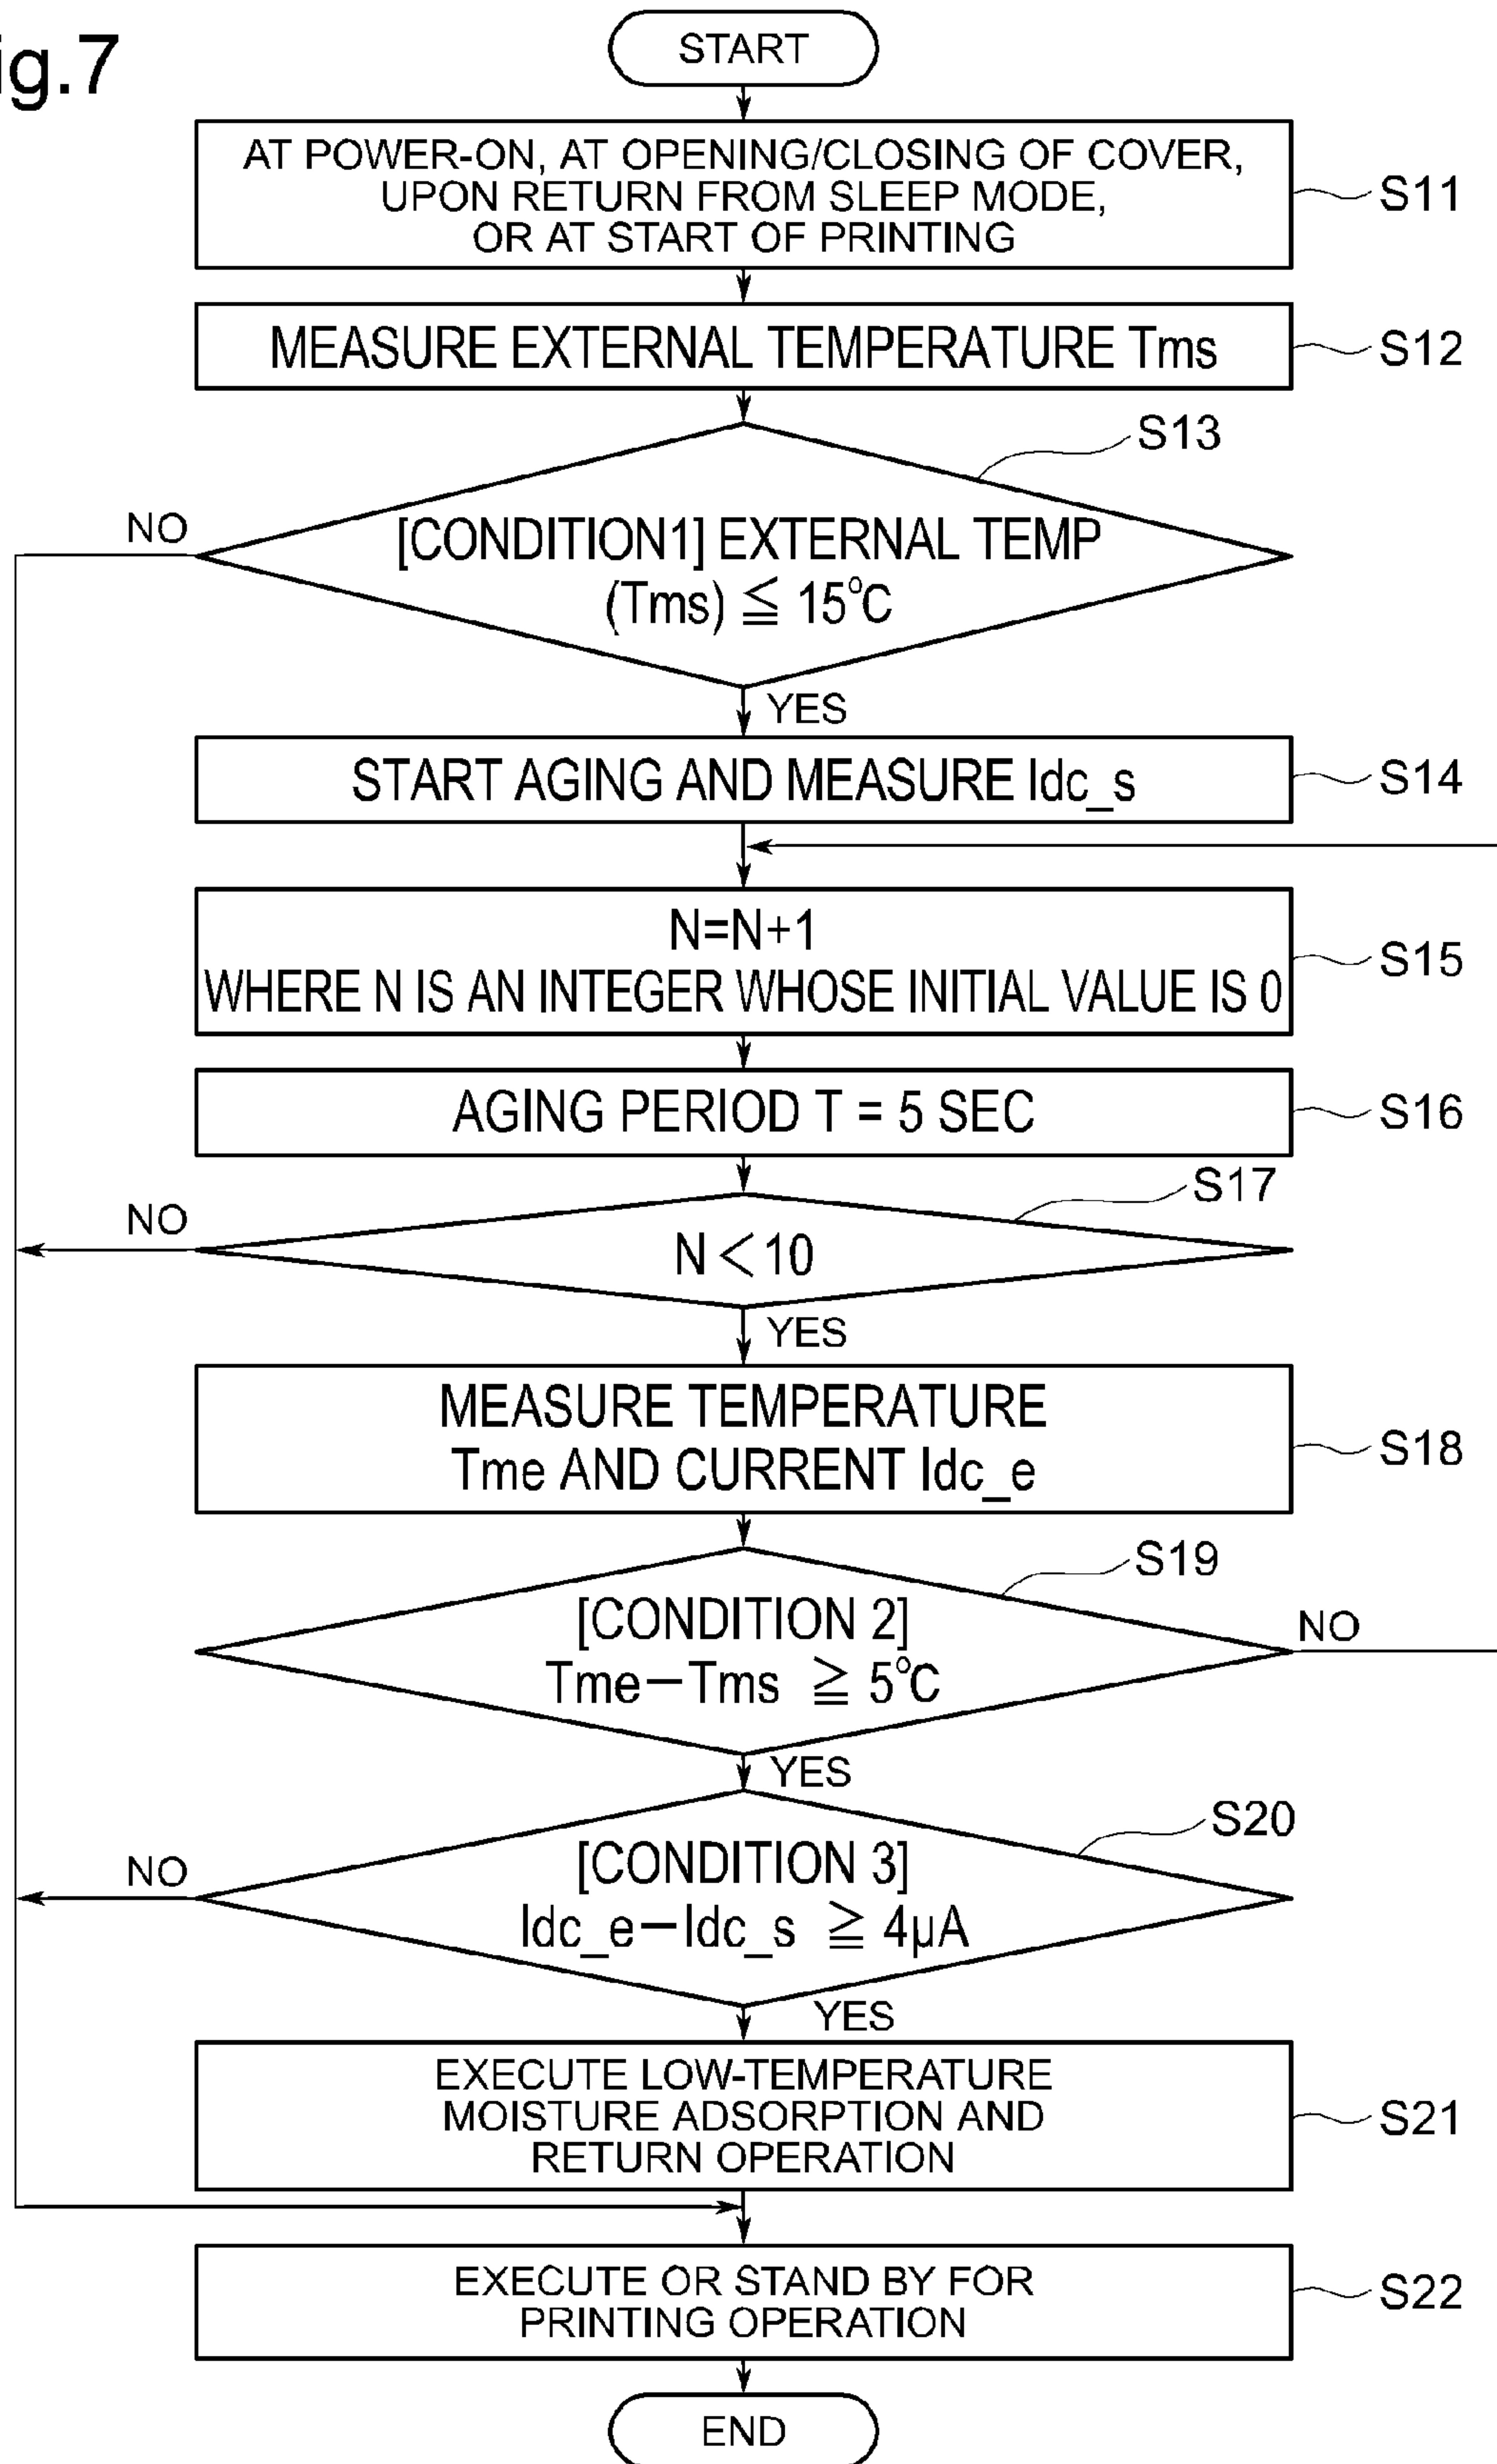 ig.7
START
AT POWER-ON, AT OPENING/CLOSING OF COVER,
UPON RETURN FROM SLEEP MODE,
OR AT START OF PRINTING
S11
MEASURE EXTERNAL TEMPERATURE Tms
S12
S13
NO
[CONDITION1] EXTERNAL TEMP
(Tms) ≦ 15°C
YES
START AGING AND MEASURE Idc_s
S14
N=N+1
WHERE N IS AN INTEGER WHOSE INITIAL VALUE IS 0
S15
AGING PERIOD T = 5 SEC
S16
S17
NO
N<10
YES
MEASURE TEMPERATURE
Tme AND CURRENT Idc_e
S18
S19
[CONDITION 2]
Tme−Tms ≧ 5°C
NO
YES
S20
NO
[CONDITION 3]
Idc_e−Idc_s ≧ 4µA
YES
EXECUTE LOW-TEMPERATURE
MOISTURE ADSORPTION AND
RETURN OPERATION
S21
EXECUTE OR STAND BY FOR
PRINTING OPERATION
S22
END